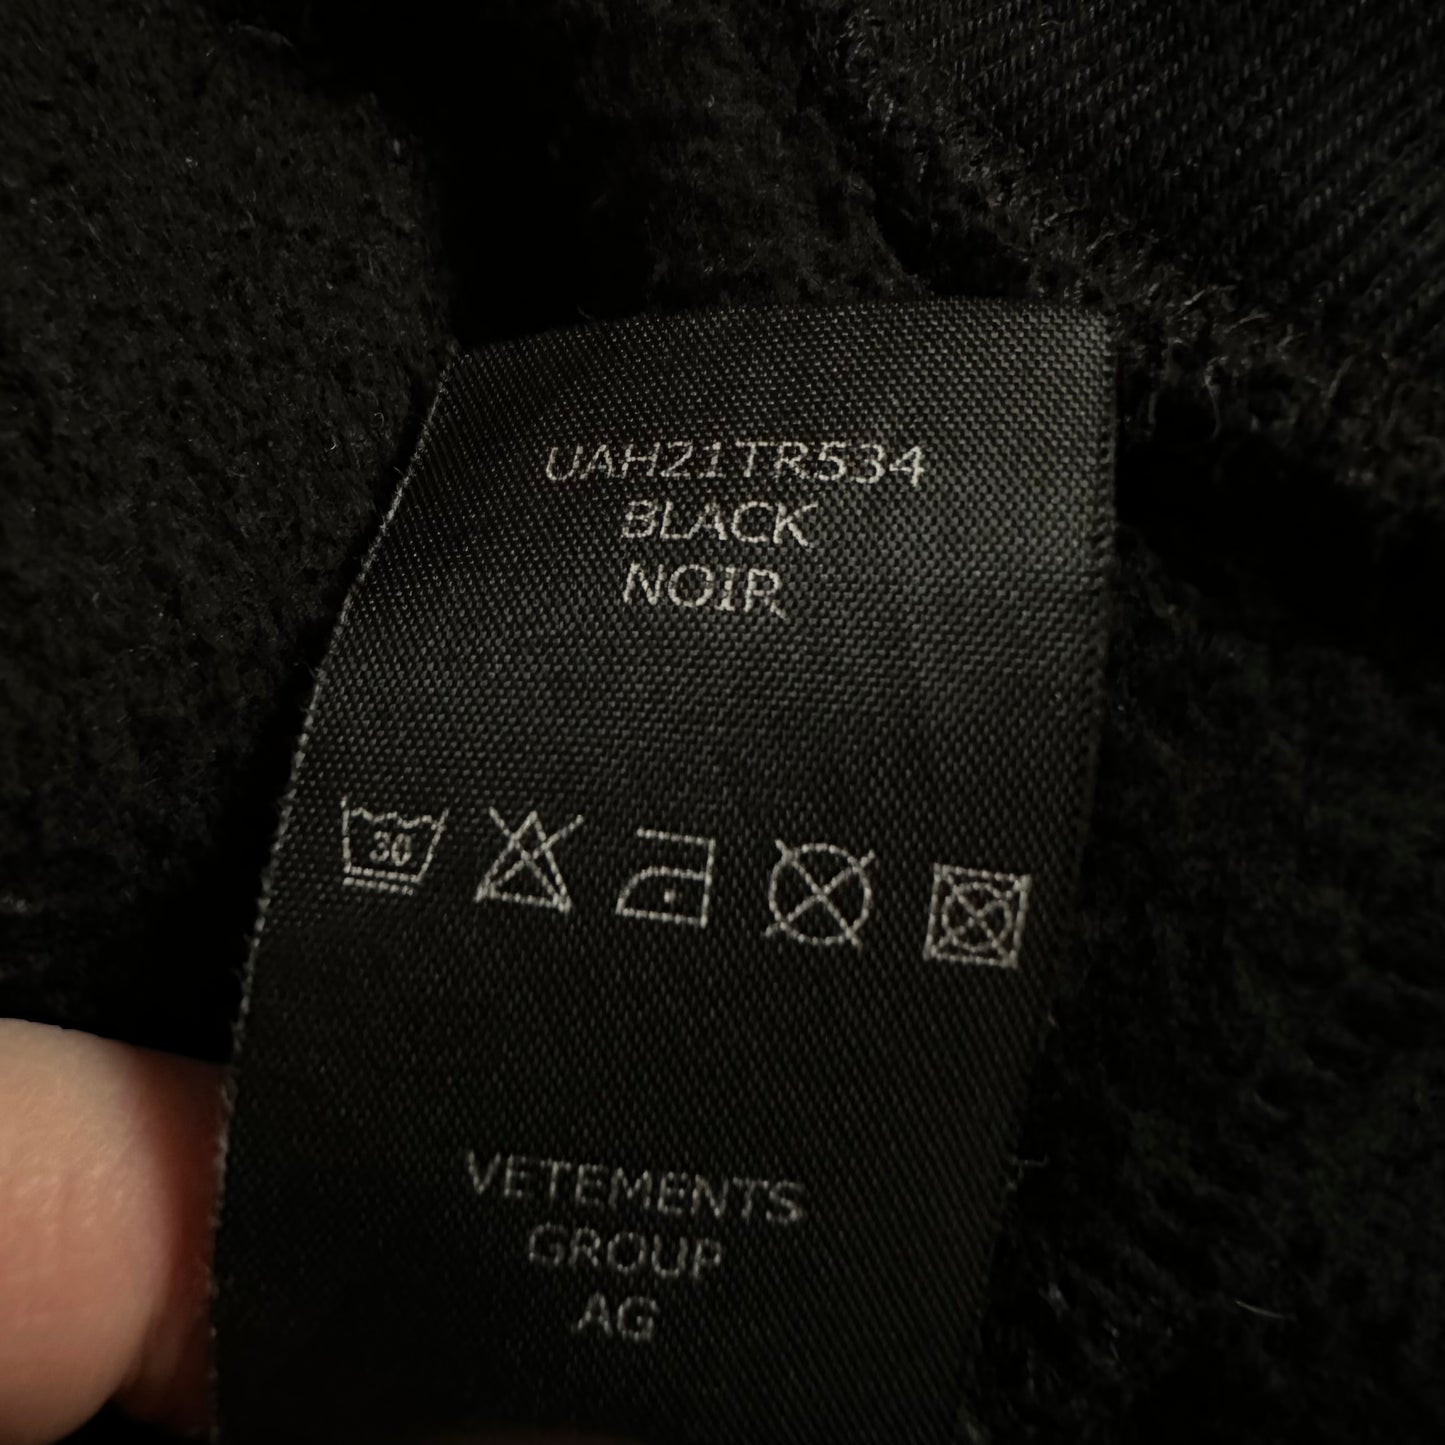 UAH21TR534
BLACK
NOIR
30
VETEMENTS
GROUP
AG